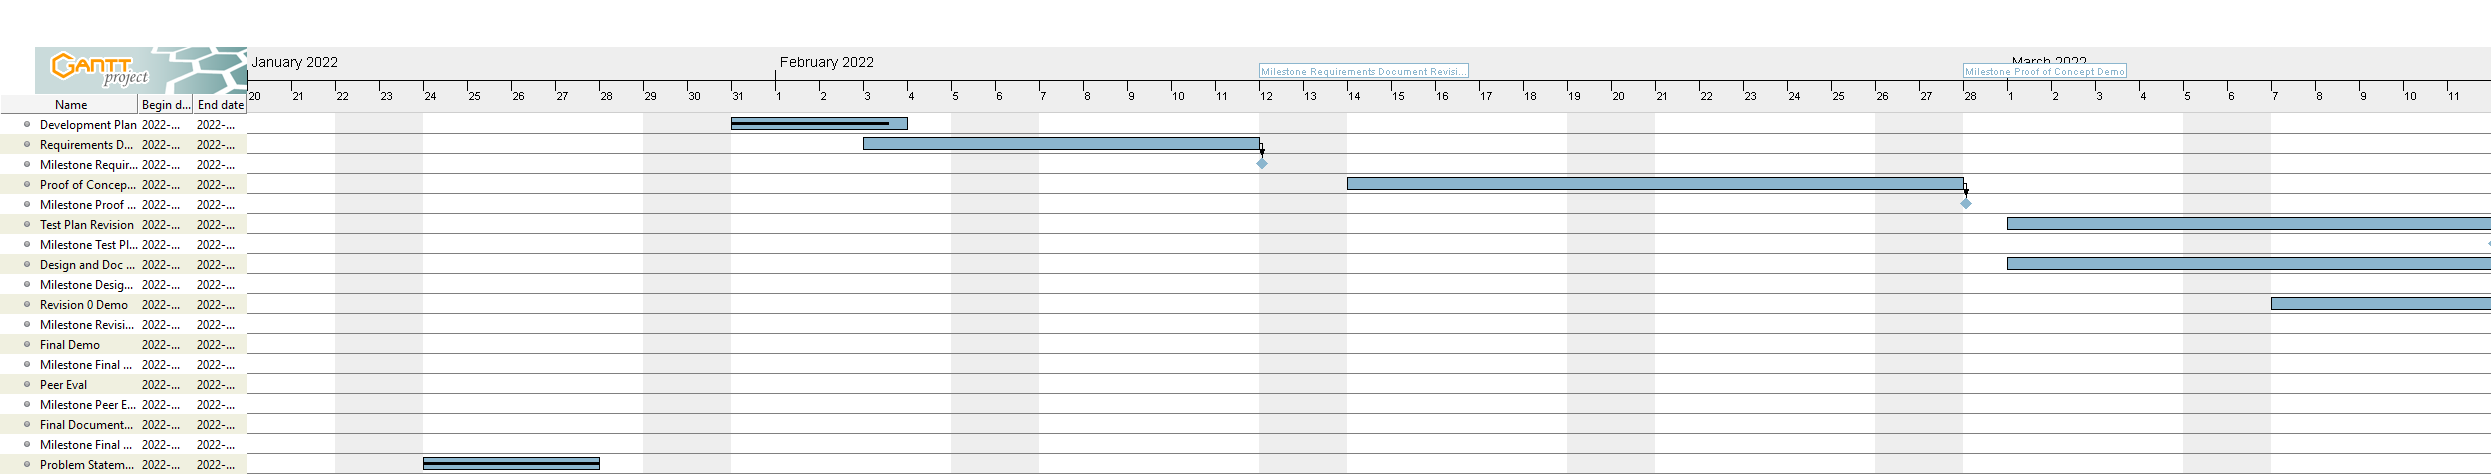 GANTT
project
January 2022
February 2022
March 2022
Milestone Requirements Document Revisi...
Milestone Proof of Concept Demo
20 21 22 23 24 25 26 27 28 29 30 31 1 2 3 4 5 6 7 8 9 10 11 12 13 14 15 16 17 18 19 20 21 22 23 24 25 26 27 28 1 2 3 4 5 6 7 8 9 10 11
Name Begin d... End date
Development Plan 2022-... 2022-...
Requirements D... 2022-... 2022-...
Milestone Requir... 2022-... 2022-...
Proof of Concep... 2022-... 2022-...
Milestone Proof ... 2022-... 2022-...
Test Plan Revision 2022-... 2022-...
Milestone Test Pl... 2022-... 2022-...
Design and Doc ... 2022-... 2022-...
Milestone Desig... 2022-... 2022-...
Revision 0 Demo 2022-... 2022-...
Milestone Revisi... 2022-... 2022-...
Final Demo 2022-... 2022-...
Milestone Final ... 2022-... 2022-...
Peer Eval 2022-... 2022-...
Milestone Peer E... 2022-... 2022-...
Final Document... 2022-... 2022-...
Milestone Final ... 2022-... 2022-...
Problem Statem... 2022-... 2022-...